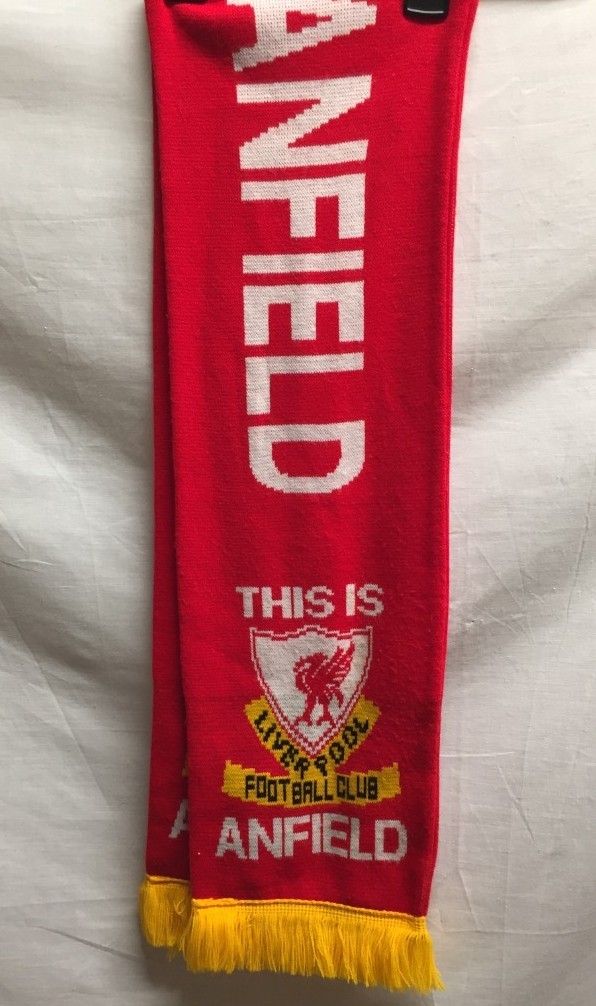 ANFIELD
THIS IS
LIVERPOOL
FOOTBALL CLUB
ANFIELD
A